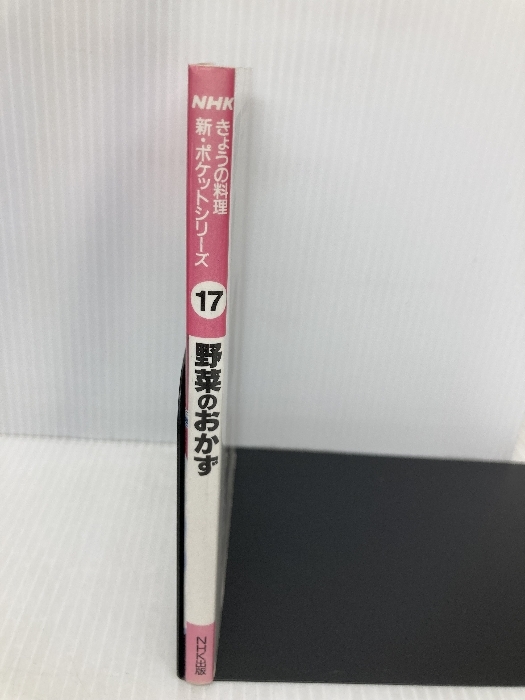 NHK
きょうの料理
新・ポケットシリーズ
17
野菜のおかず
NHK出版